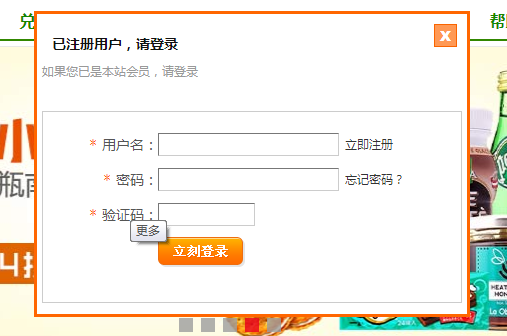 兑
帮
已注册用户，请登录
x
如果您已是本站会员，请登录
小
* 用户名：
立即注册
瓶
* 密码：
忘记密码？
* 验证码：
更多
立刻登录